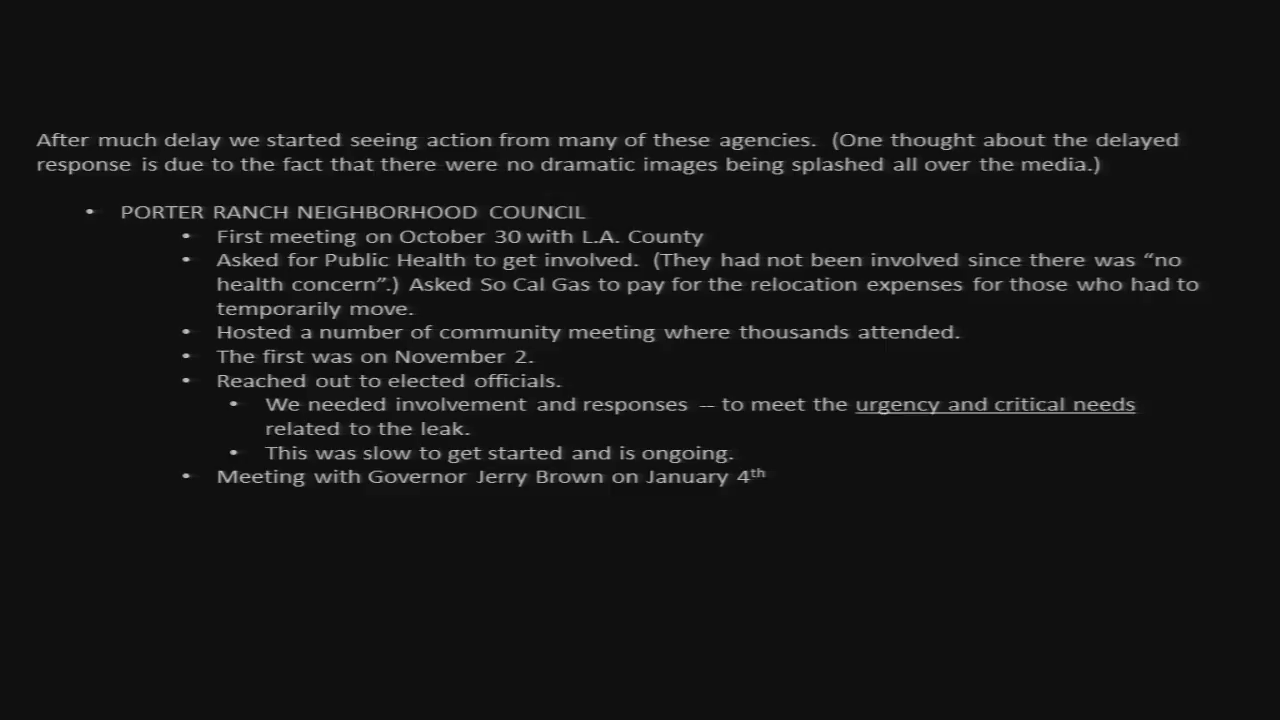 After much delay we started seeing action from many of these agencies. (One thought about the delayed
response is due to the fact that there were no dramatic images being splashed all over the media.)
• PORTER RANCH NEIGHBORHOOD COUNCIL
• First meeting on October 30 with L.A. County
• Asked for Public Health to get involved. (They had not been involved since there was “no
health concern”.) Asked So Cal Gas to pay for the relocation expenses for those who had to
temporarily move.
• Hosted a number of community meeting where thousands attended.
• The first was on November 2.
• Reached out to elected officials.
• We needed involvement and responses -- to meet the urgency and critical needs
related to the leak.
• This was slow to get started and is ongoing.
• Meeting with Governor Jerry Brown on January 4th